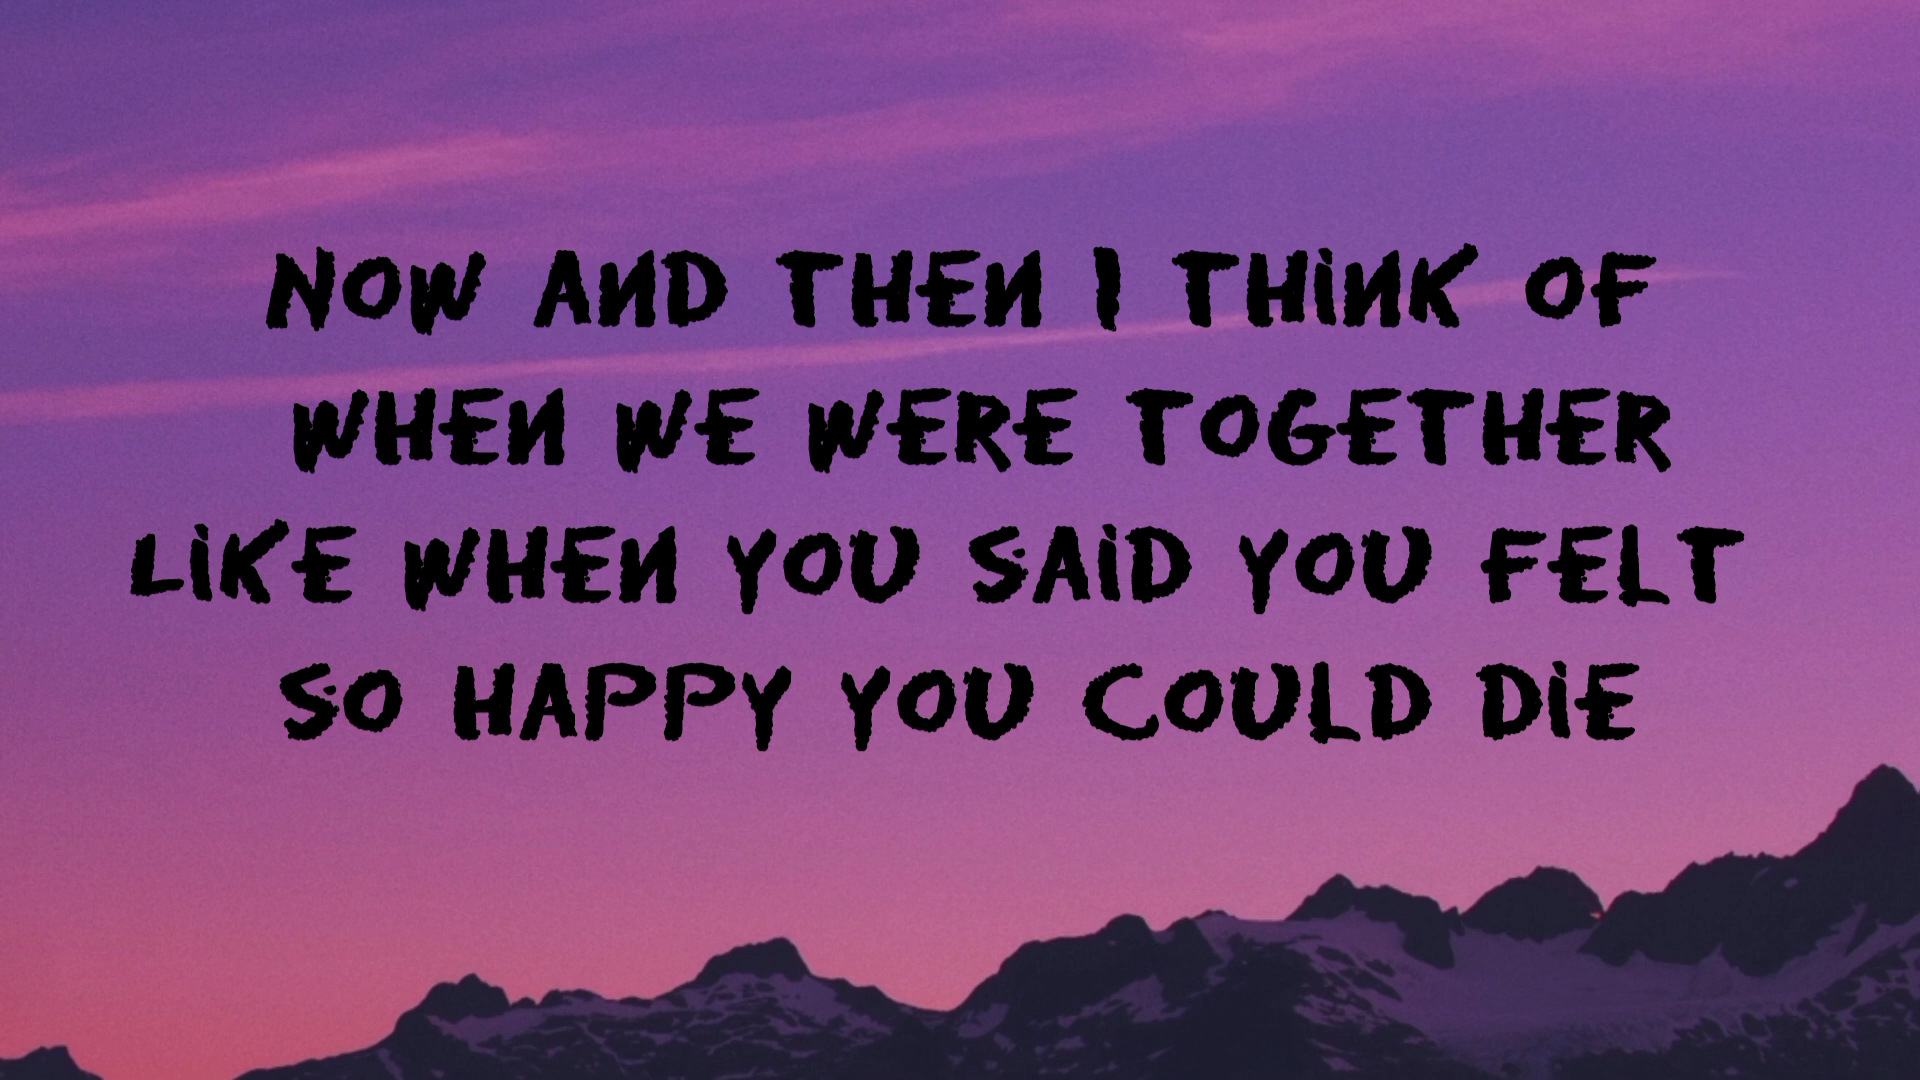 NOW AND THEN I THINK OF
WHEN WE WERE TOGETHER
LIKE WHEN YOU SAID YOU FELT
SO HAPPY YOU COULD DIE